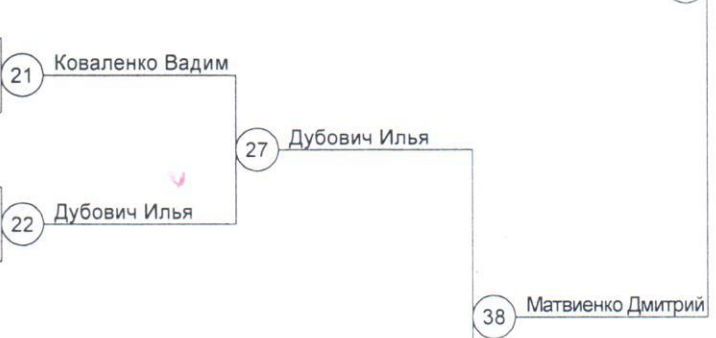 21 Коваленко Вадим
27 Дубович Илья
22 Дубович Илья
38 Матвиенко Дмитрий